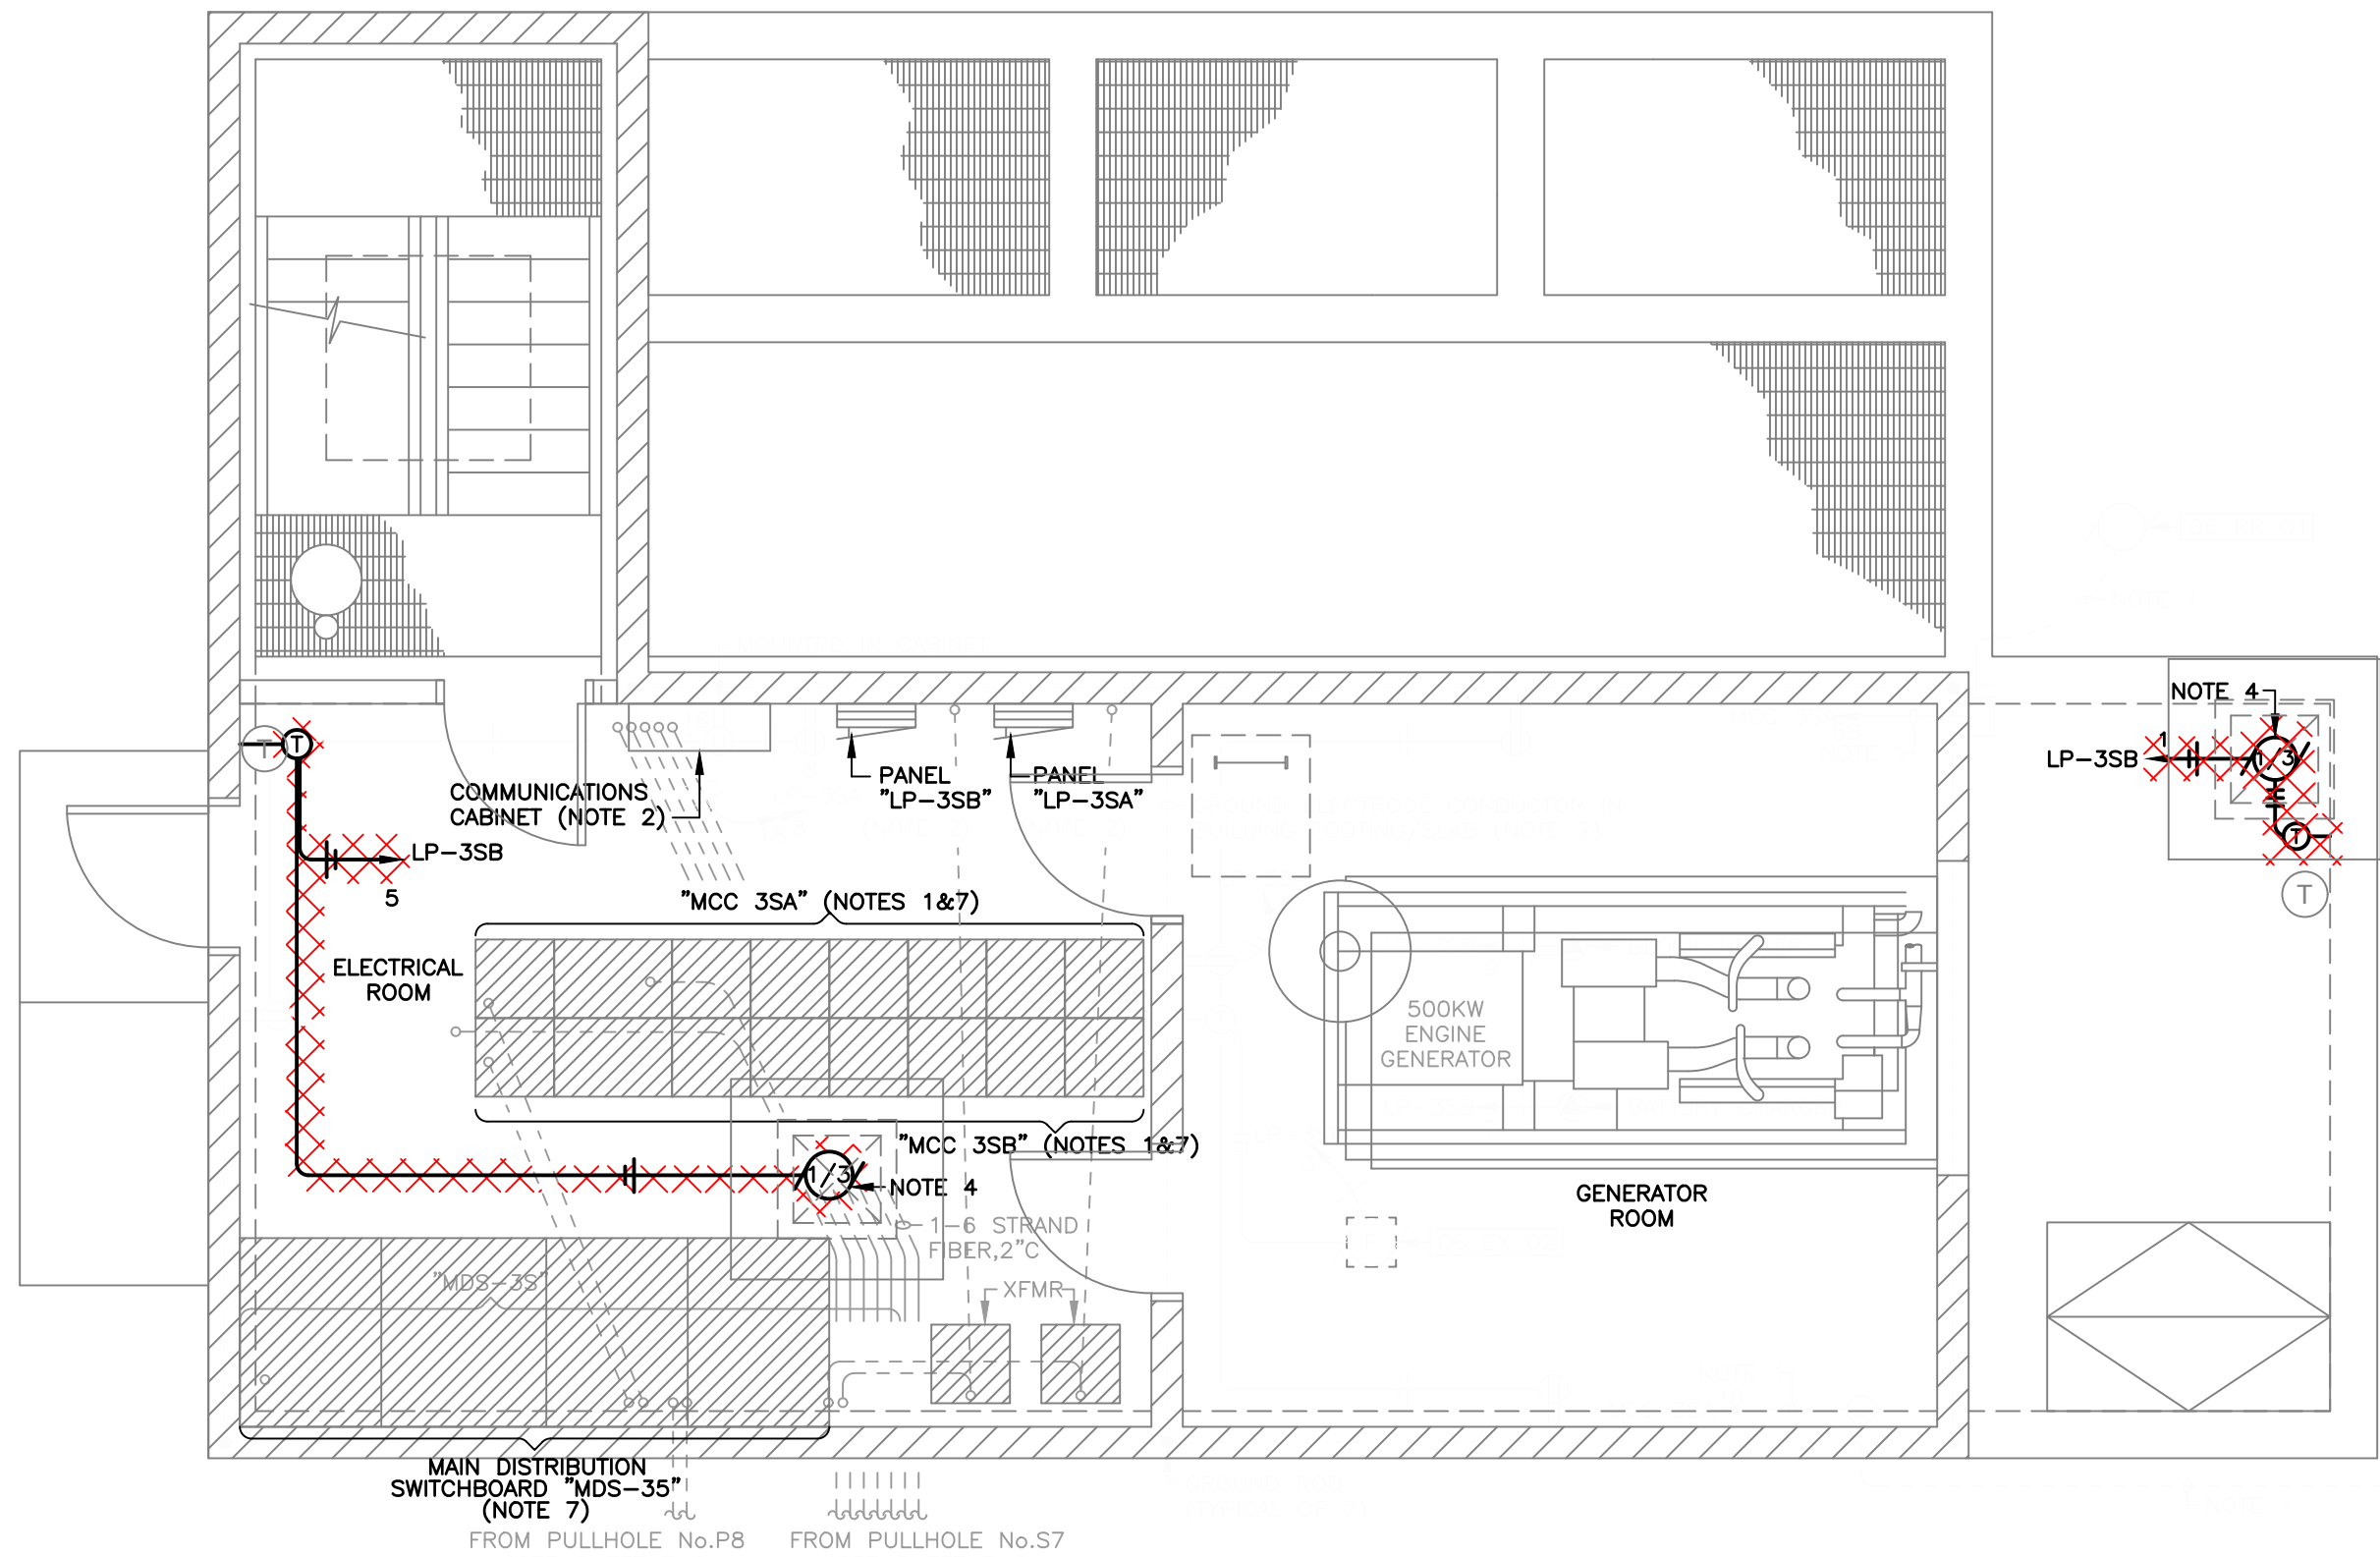 NOTE 4
1
LP-3SB
1/3
T
T
T
T
COMMUNICATIONS
CABINET (NOTE 2)
PANEL
"LP-3SB"
PANEL
"LP-3SA"
LP-3SB
5
"MCC 3SA" (NOTES 1&7)
ELECTRICAL
ROOM
500KW
ENGINE
GENERATOR
"MCC 3SB" (NOTES 1&7)
1/3
NOTE 4
GENERATOR
ROOM
1-6 STRAND
FIBER,2"C
"MDS-3S"
XFMR
MAIN DISTRIBUTION
SWITCHBOARD "MDS-35"
(NOTE 7)
FROM PULLHOLE No.P8
FROM PULLHOLE No.S7